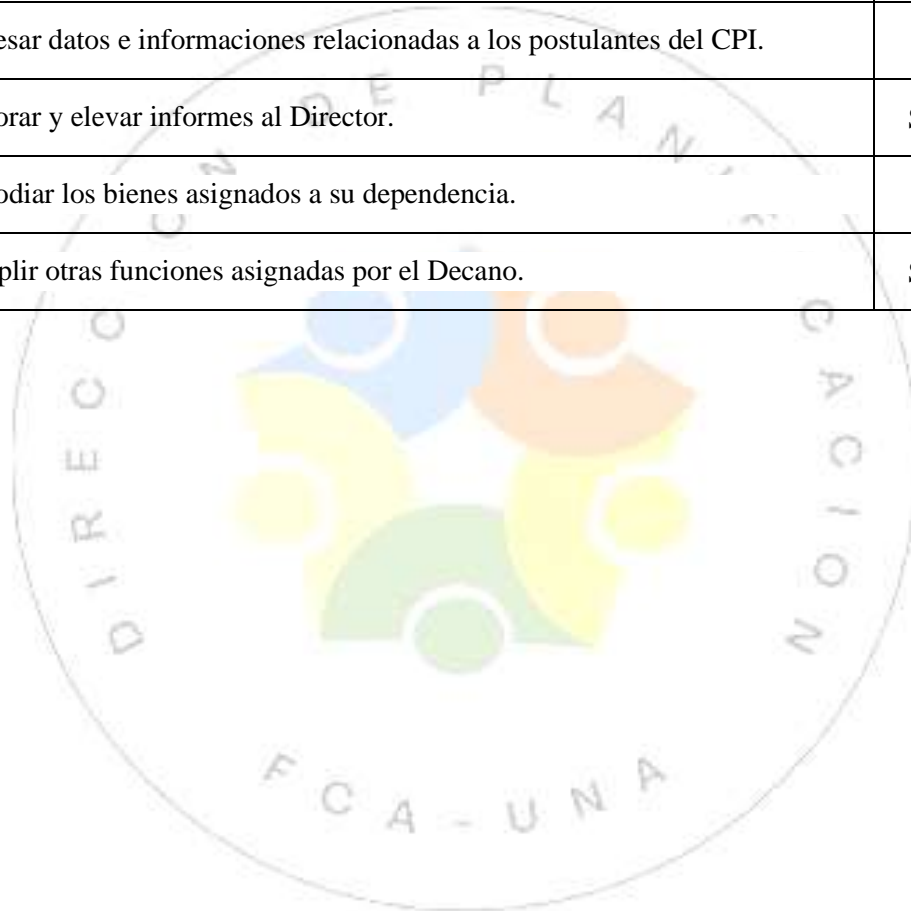 esar datos e informaciones relacionadas a los postulantes del CPI.
orar y elevar informes al Director.
odiar los bienes asignados a su dependencia.
plir otras funciones asignadas por el Decano.
FCA-UNA